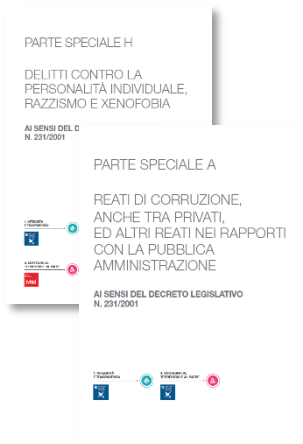 PARTE SPECIALE H
DELITTI CONTRO LA
PERSONALITÀ INDIVIDUALE,
RAZZISMO E XENOFOBIA
AI SENSI DEL D
N. 231/2001
PARTE SPECIALE A
REATI DI CORRUZIONE,
ANCHE TRA PRIVATI,
ED ALTRI REATI NEI RAPPORTI
CON LA PUBBLICA
AMMINISTRAZIONE
AI SENSI DEL DECRETO LEGISLATIVO
N. 231/2001